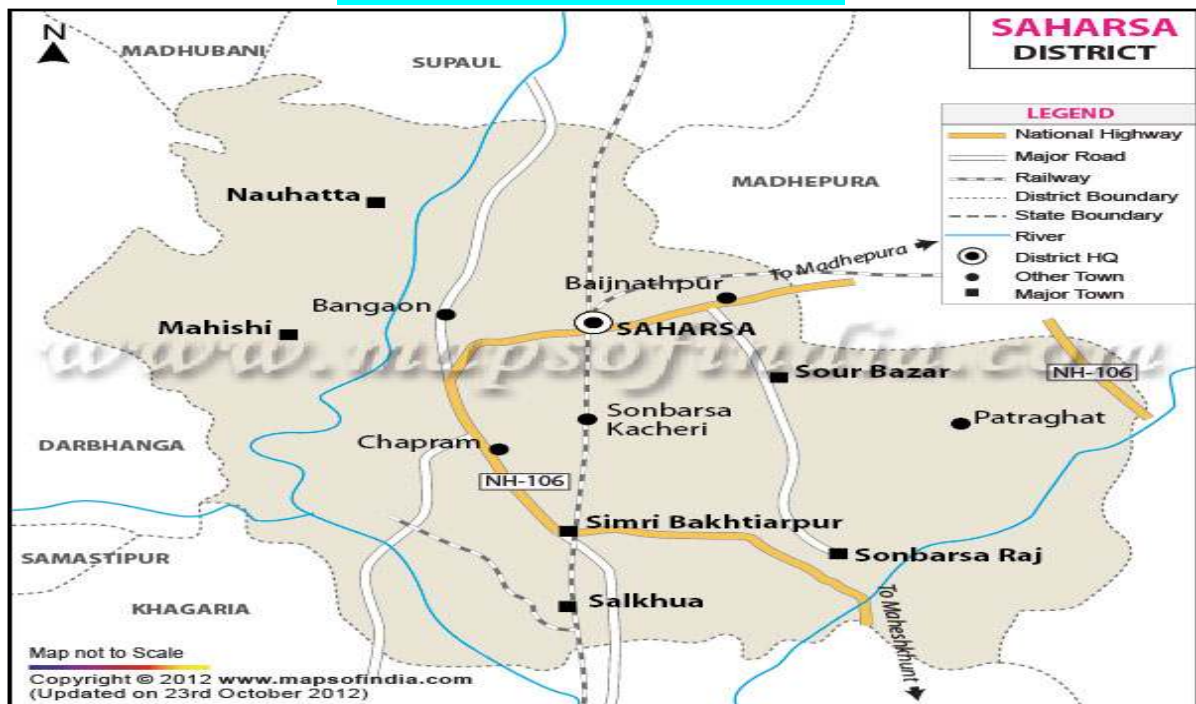 N
SAHARSA
DISTRICT
MADHUBANI
SUPAUL
LEGEND
National Highway
Major Road
Railway
District Boundary
State Boundary
River
District HQ
Other Town
Major Town
MADHEPURA
Nauhatta
To Madhepura
Baijnathpur
Bangaon
Mahishi
SAHARSA
www.mapsofindia.com
Sour Bazar
NH-106
Sonbarsa
Kacheri
Patraghat
DARBHANGA
Chapram
NH-106
Simri Bakhtiarpur
Sonbarsa Raj
SAMASTIPUR
KHAGARIA
Salkhua
To Maheshkhunt
Map not to Scale
Copyright © 2012 www.mapsofindia.com
(Updated on 23rd October 2012)